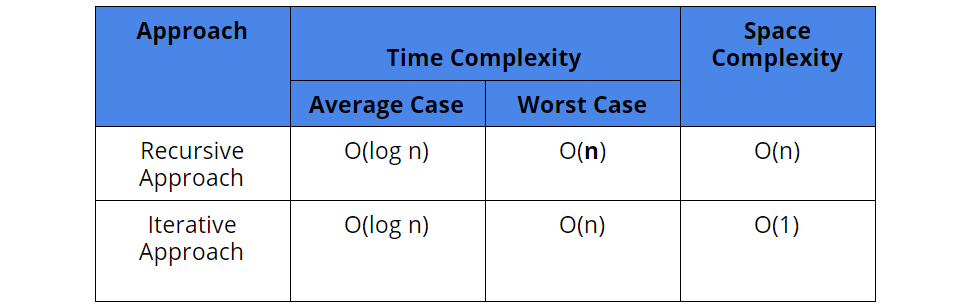 Approach
Time Complexity
Space
Complexity
Average Case
Worst Case
Recursive
Approach
O(log n)
O(n)
O(n)
Iterative
Approach
O(log n)
O(n)
O(1)